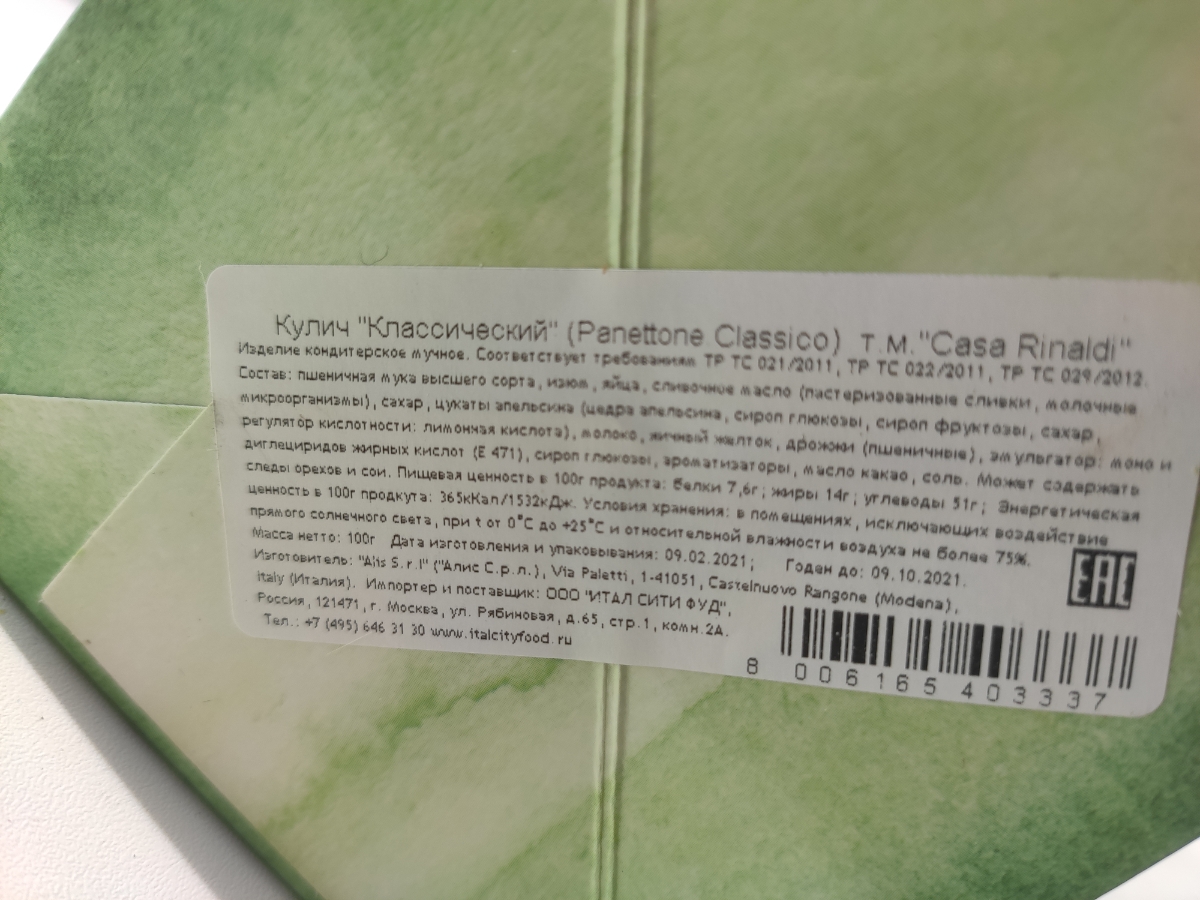 Кулич "Классический" (Panettone Classico) Т.М."Casa Rinaldi"
Изделие кондитерское мучное. Соответствует требованиям ТР ТС 021/2011, ТР ТС 022/2011, ТР ТС 029/2012.
Состав: пшеничная мука высшего сорта, изюм, яйца, сливочное масло (пастеризованные сливки, молочные
микроорганизмы), сахар, цукаты апельсина (цедра апельсина, сироп глюкозы, сироп фруктозы, сахар,
регулятор кислотности: лимонная кислота), молоко, яичный желток, дрожжи (пшеничные), эмульгатор: моно и
диглециридов жирных кислот (Е 471), сироп глюкозы, ароматизаторы, масло какао, соль. Может содержать
следы орехов и сои. Пищевая ценность в 100г продукта: белки 7,6г; жиры 14г; углеводы 51г; Энергетическая
ценность в 100г продкута: 365кКал/1532кДж. Условия хранения: в помещениях, исключающих воздействие
прямого солнечного света, при t от 0°С до +25°С и относительной влажности воздуха не более 75%.
Масса нетто: 100г Дата изготовления и упаковывания: 09.02.2021; Годен до: 09.10.2021.
Изготовитель: "Alis S.r.l" ("Алис С.р.л.), Via Paletti, 1-41051, Castelnuovo Rangone (Modena),
Italy (Италия). Импортер и поставщик: ООО "ИТАЛ СИТИ ФУД",
Россия, 121471, г. Москва, ул. Рябиновая, д.65, стр.1, комн.2А.
Тел.: +7 (495) 646 31 30 www.italcityfood.ru
EAC
8 006165 403337